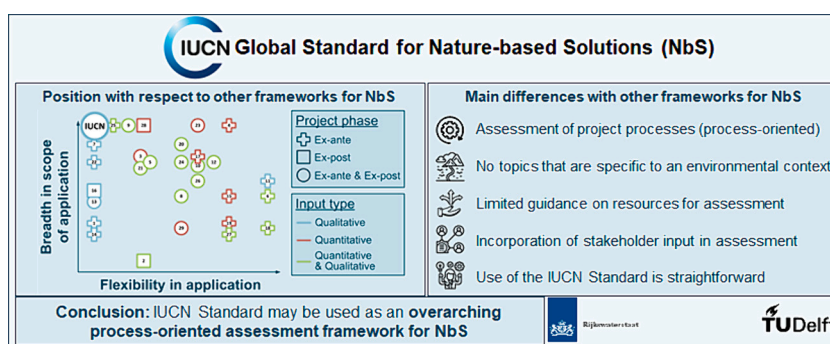 IUCN Global Standard for Nature-based Solutions (NbS)
Position with respect to other frameworks for NbS
IUCN
Breadth in scope
of application
Flexibility in application
Project phase
Ex-ante
Ex-post
Ex-ante & Ex-post
Input type
Qualitative
Quantitative
Quantitative
& Qualitative
Main differences with other frameworks for NbS
Assessment of project processes (process-oriented)
No topics that are specific to an environmental context
Limited guidance on resources for assessment
Incorporation of stakeholder input in assessment
Use of the IUCN Standard is straightforward
Conclusion: IUCN Standard may be used as an overarching
process-oriented assessment framework for NbS
Rijkswaterstaat
TUDelft